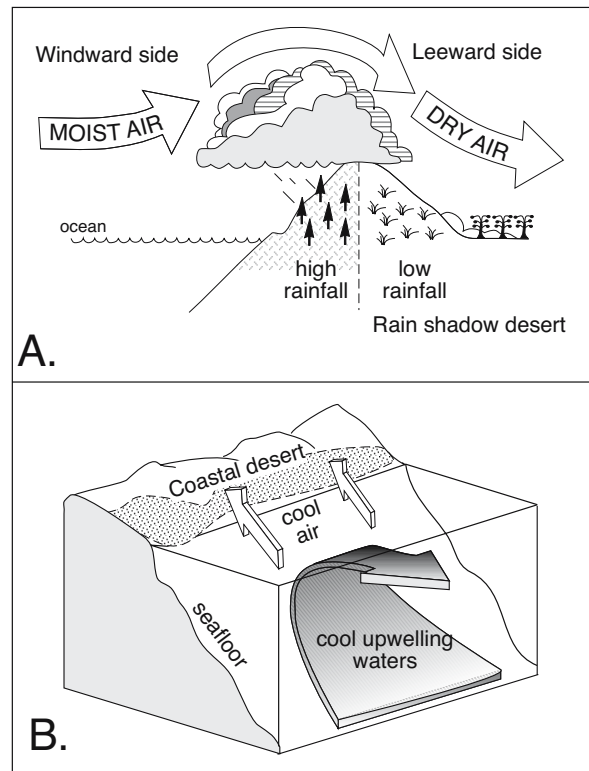 Windward side
Leeward side
MOIST AIR
DRY AIR
ocean
high
rainfall
low
rainfall
Rain shadow desert
A.
Coastal desert
cool
air
seafloor
cool upwelling
waters
B.